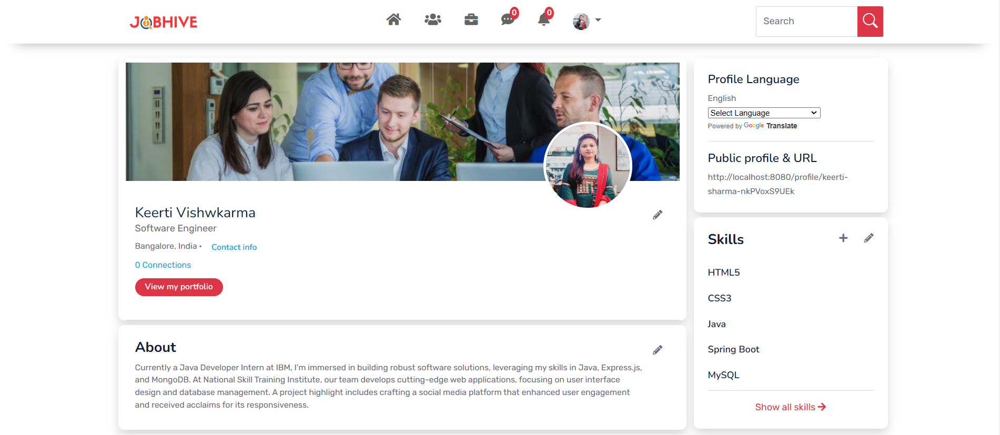 JOBHIVE
0
0
Search
Keerti Vishwkarma
Software Engineer
Bangalore, India • Contact info
0 Connections
View my portfolio
About
Currently a Java Developer Intern at IBM, I'm immersed in building robust software solutions, leveraging my skills in Java, Express.js,
and MongoDB. At National Skill Training Institute, our team develops cutting-edge web applications, focusing on user interface
design and database management. A project highlight includes crafting a social media platform that enhanced user engagement
and received acclaims for its responsiveness.
Profile Language
English
Select Language
Powered by Google Translate
Public profile & URL
http://localhost:8080/profile/keerti-
sharma-nkPVoxS9UEk
Skills
HTML5
CSS3
Java
Spring Boot
MySQL
Show all skills